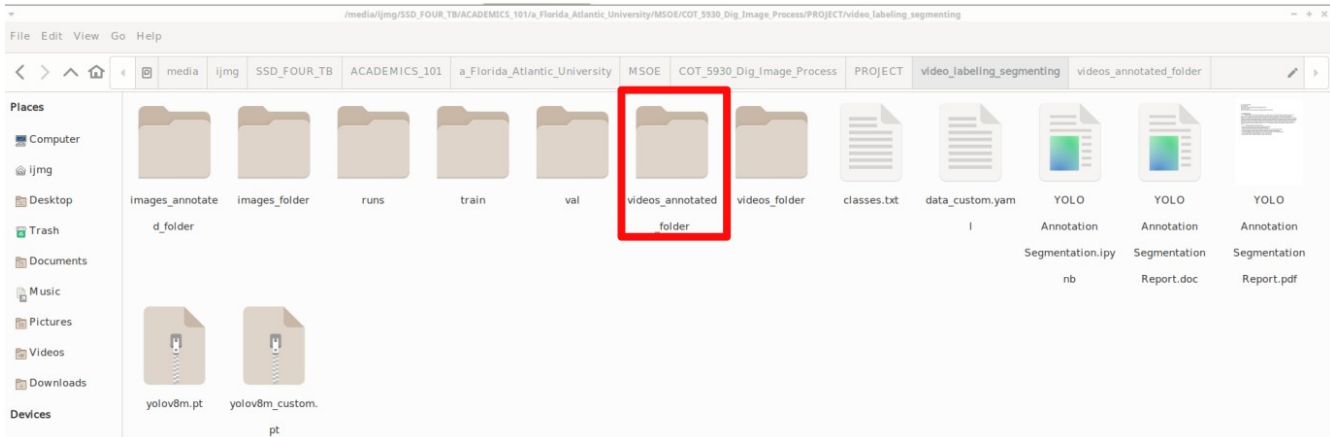 /media/ijmg/SSD_FOUR_TB/ACADEMICS_101/a_Florida_Atlantic_University/MSOE/COT_5930_Dig_Image_Process/PROJECT/video_labeling_segmenting
File Edit View Go Help
media ijmg SSD_FOUR_TB ACADEMICS_101 a_Florida_Atlantic_University MSOE COT_5930_Dig_Image_Process PROJECT video_labeling_segmenting videos_annotated_folder
Places
Computer
ijmg
Desktop
Trash
Documents
Music
Pictures
Videos
Downloads
Devices
images_annotate
d_folder
images_folder
runs
train
val
videos_annotated
_folder
videos_folder
classes.txt
data_custom.yam
l
YOLO
Annotation
Segmentation.ipy
nb
YOLO
Annotation
Segmentation
Report.doc
YOLO
Annotation
Segmentation
Report.pdf
yolov8m.pt
yolov8m_custom.
pt